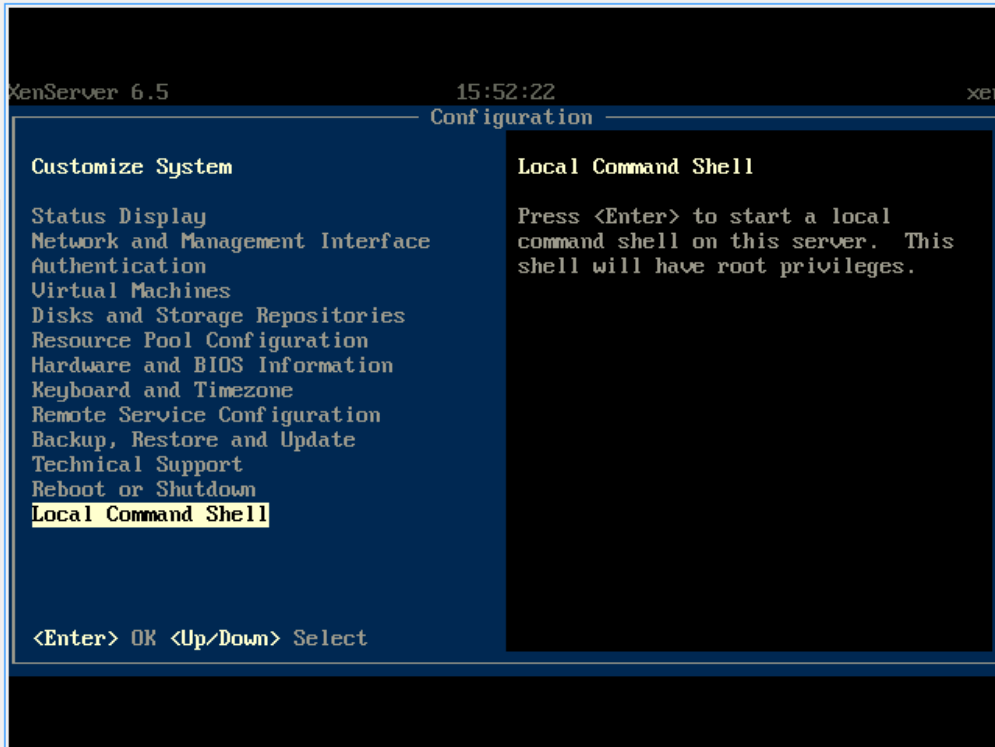 XenServer 6.5 15:52:22
Configuration
Customize System
Status Display
Network and Management Interface
Authentication
Virtual Machines
Disks and Storage Repositories
Resource Pool Configuration
Hardware and BIOS Information
Keyboard and Timezone
Remote Service Configuration
Backup, Restore and Update
Technical Support
Reboot or Shutdown
Local Command Shell
<Enter> OK <Up/Down> Select
Local Command Shell
Press <Enter> to start a local
command shell on this server. This
shell will have root privileges.